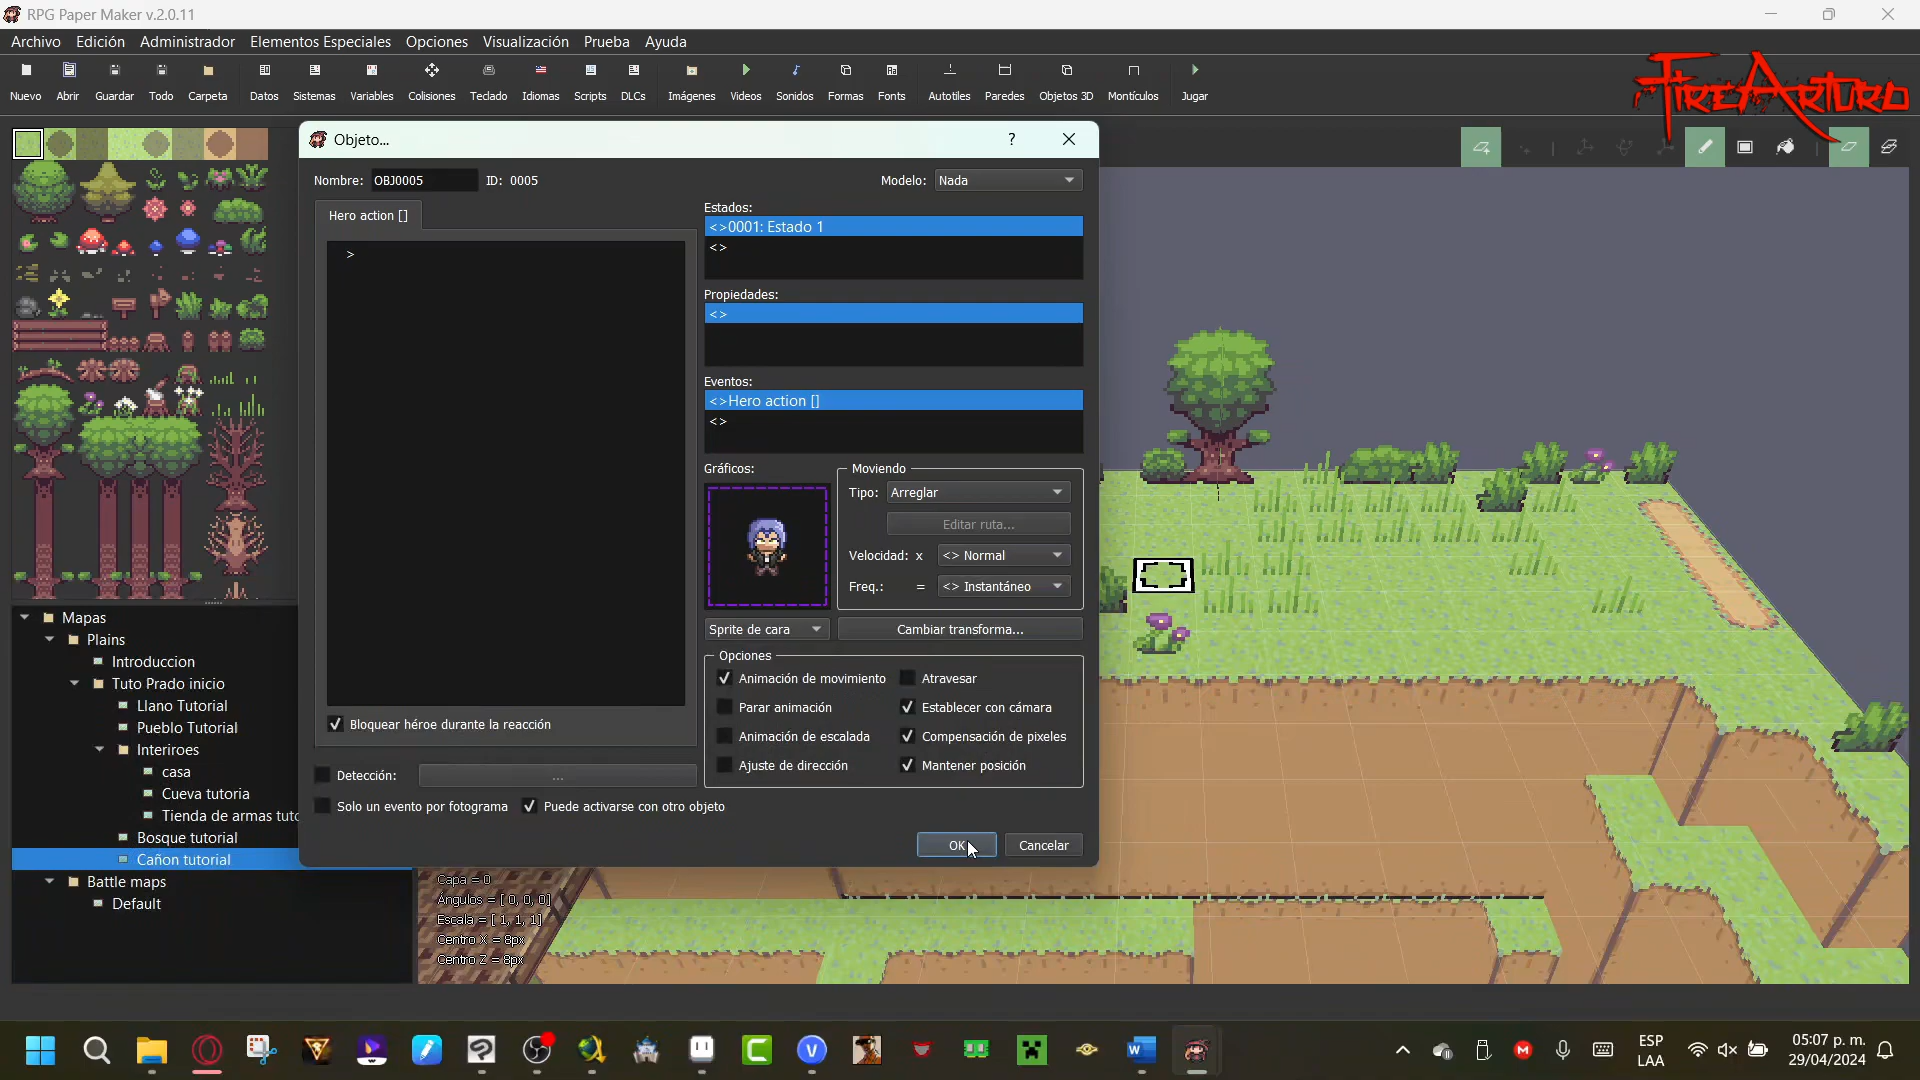 RPG Paper Maker v.2.0.11
Archivo Edición Administrador Elementos Especiales Opciones Visualización Prueba Ayuda
Nuevo Abrir Guardar Todo Carpeta Datos Sistemas Variables Colisiones Teclado Idiomas Scripts DLCs Imágenes Videos Sonidos Formas Fonts Autotiles Paredes Objetos 3D Montículos Jugar
FireArturo
Objeto... ?
Nombre: OBJ0005 ID: 0005 Modelo: Nada
Hero action []
>
Estados:
<>0001: Estado 1
<>
Propiedades:
<>
Eventos:
<>Hero action []
<>
Gráficos:
Sprite de cara
Moviendo
Tipo: Arreglar
Editar ruta...
Velocidad: x <> Normal
Freq.: = <> Instantáneo
Cambiar transforma...
Opciones
Animación de movimiento Atravesar
Parar animación Establecer con cámara
Animación de escalada Compensación de pixeles
Ajuste de dirección Mantener posición
Bloquear héroe durante la reacción
Detección: ...
Solo un evento por fotograma Puede activarse con otro objeto
OK Cancelar
Mapas
Plains
Introduccion
Tuto Prado inicio
Llano Tutorial
Pueblo Tutorial
Interiroes
casa
Cueva tutoria
Tienda de armas tuto
Bosque tutorial
Cañon tutorial
Battle maps
Default
Capa = 0
Ángulos = [ 0, 0, 0]
Escala = [ 1, 1, 1]
Centro X = 8px
Centro Z = 8px
ESP
LAA
05:07 p. m.
29/04/2024